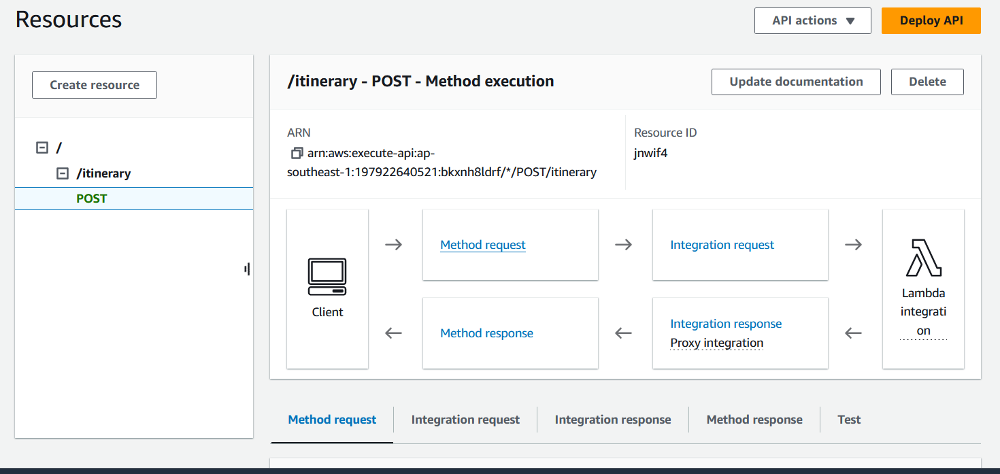 Resources
API actions
Deploy API
Create resource
/
/itinerary
POST
/itinerary - POST - Method execution
Update documentation
Delete
ARN
arn:aws:execute-api:ap-
southeast-1:197922640521:bkxnh8ldrf/*/POST/itinerary
Resource ID
jnwif4
Client
Method request
Integration request
Lambda
integrati
on
Method response
Integration response
Proxy integration
Method request
Integration request
Integration response
Method response
Test